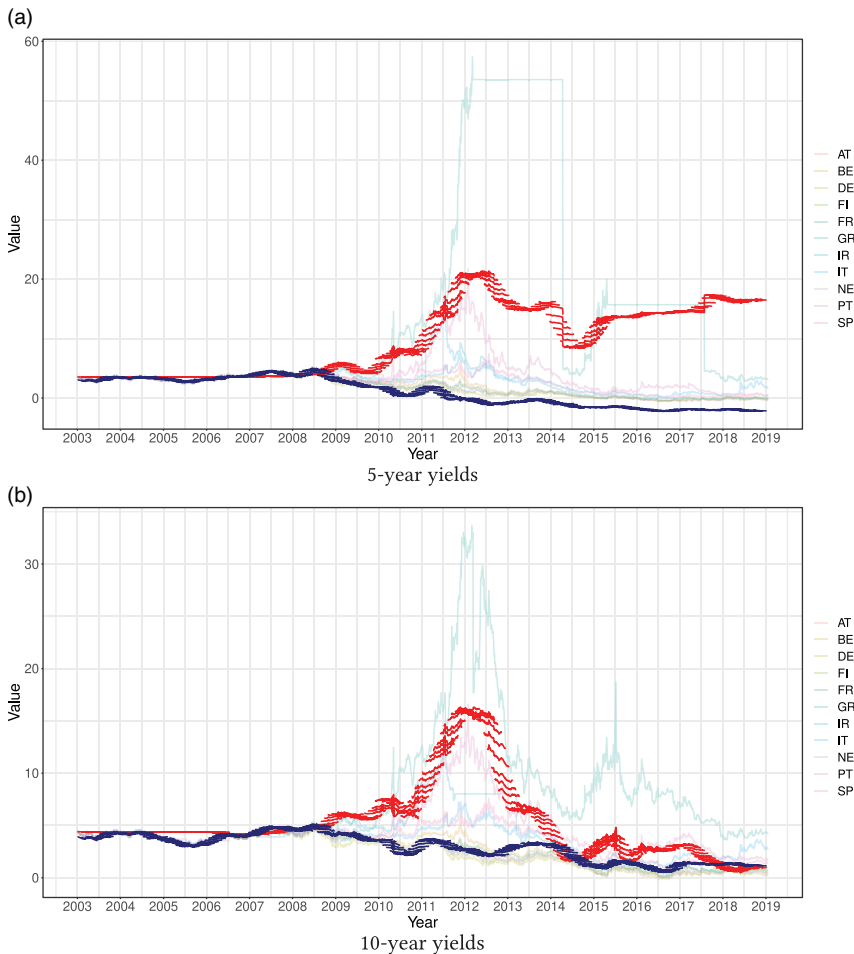 (a)
60
40
20
0
Value
2003 2004 2005 2006 2007 2008 2009 2010 2011 2012 2013 2014 2015 2016 2017 2018 2019
Year
AT
BE
DE
FI
FR
GR
IR
IT
NE
PT
SP
5-year yields
(b)
30
20
10
0
Value
2003 2004 2005 2006 2007 2008 2009 2010 2011 2012 2013 2014 2015 2016 2017 2018 2019
Year
AT
BE
DE
FI
FR
GR
IR
IT
NE
PT
SP
10-year yields